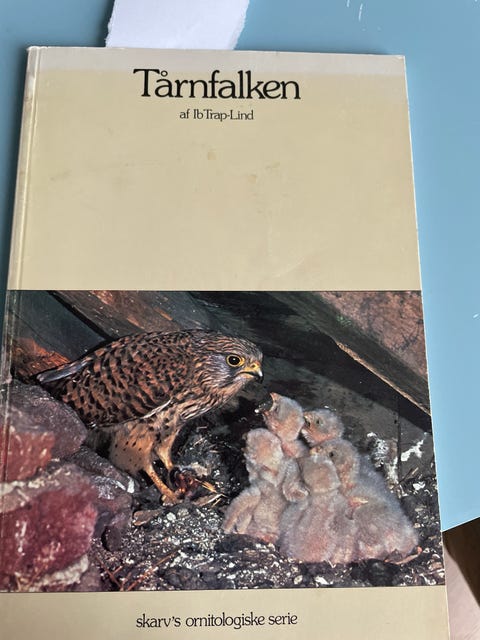 Tårnfalken
af Ib Trap-Lind
skarv's ornitologiske serie